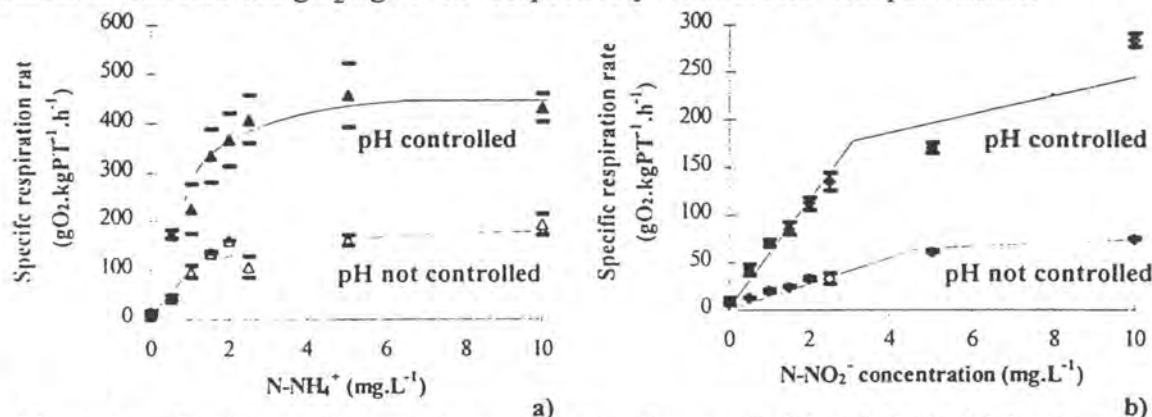 600
500
400
300
200
100
0
Specifc respiration rat
(gO₂.kgPT⁻¹.h⁻¹)
pH controlled
pH not controlled
0 2 4 6 8 10
N-NH₄⁺ (mg.L⁻¹)
a)
300
250
200
150
100
50
0
Specific respiration rate
(gO₂.kgPT⁻¹.h⁻¹)
pH controlled
pH not controlled
0 2 4 6 8 10
N-NO₂⁻ concentration (mg.L⁻¹)
b)